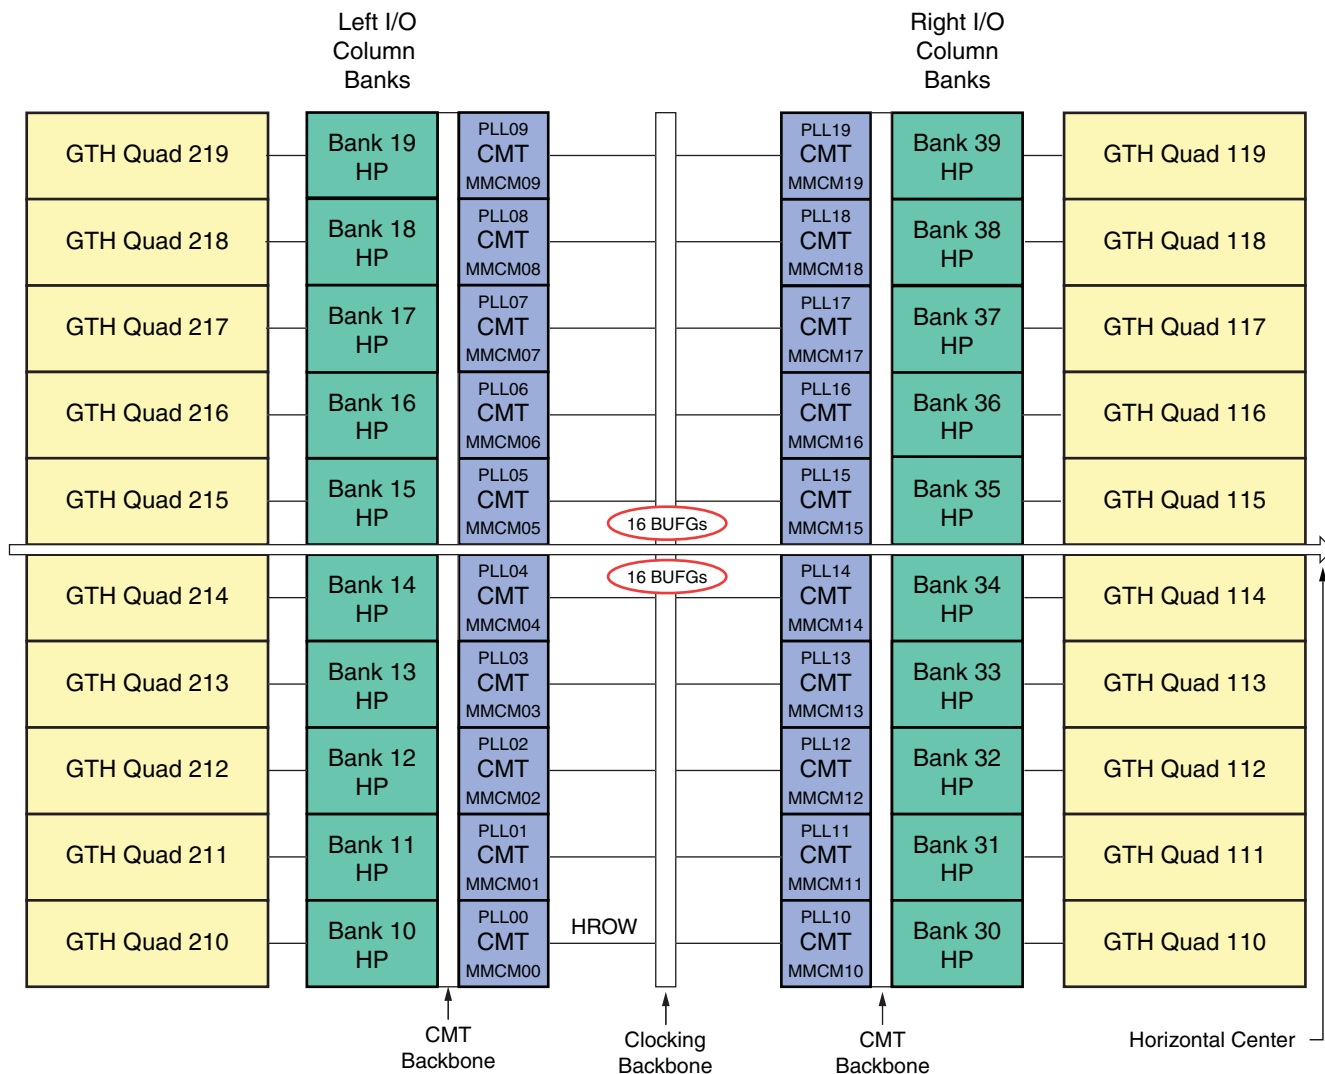 Left I/O
Column
Banks
Right I/O
Column
Banks
GTH Quad 219
Bank 19
HP
PLL09
CMT
MMCM09
PLL19
CMT
MMCM19
Bank 39
HP
GTH Quad 119
GTH Quad 218
Bank 18
HP
PLL08
CMT
MMCM08
PLL18
CMT
MMCM18
Bank 38
HP
GTH Quad 118
GTH Quad 217
Bank 17
HP
PLL07
CMT
MMCM07
PLL17
CMT
MMCM17
Bank 37
HP
GTH Quad 117
GTH Quad 216
Bank 16
HP
PLL06
CMT
MMCM06
PLL16
CMT
MMCM16
Bank 36
HP
GTH Quad 116
GTH Quad 215
Bank 15
HP
PLL05
CMT
MMCM05
16 BUFGs
PLL15
CMT
MMCM15
Bank 35
HP
GTH Quad 115
GTH Quad 214
Bank 14
HP
PLL04
CMT
MMCM04
16 BUFGs
PLL14
CMT
MMCM14
Bank 34
HP
GTH Quad 114
GTH Quad 213
Bank 13
HP
PLL03
CMT
MMCM03
PLL13
CMT
MMCM13
Bank 33
HP
GTH Quad 113
GTH Quad 212
Bank 12
HP
PLL02
CMT
MMCM02
PLL12
CMT
MMCM12
Bank 32
HP
GTH Quad 112
GTH Quad 211
Bank 11
HP
PLL01
CMT
MMCM01
PLL11
CMT
MMCM11
Bank 31
HP
GTH Quad 111
GTH Quad 210
Bank 10
HP
PLL00
CMT
MMCM00
HROW
PLL10
CMT
MMCM10
Bank 30
HP
GTH Quad 110
CMT
Backbone
Clocking
Backbone
CMT
Backbone
Horizontal Center